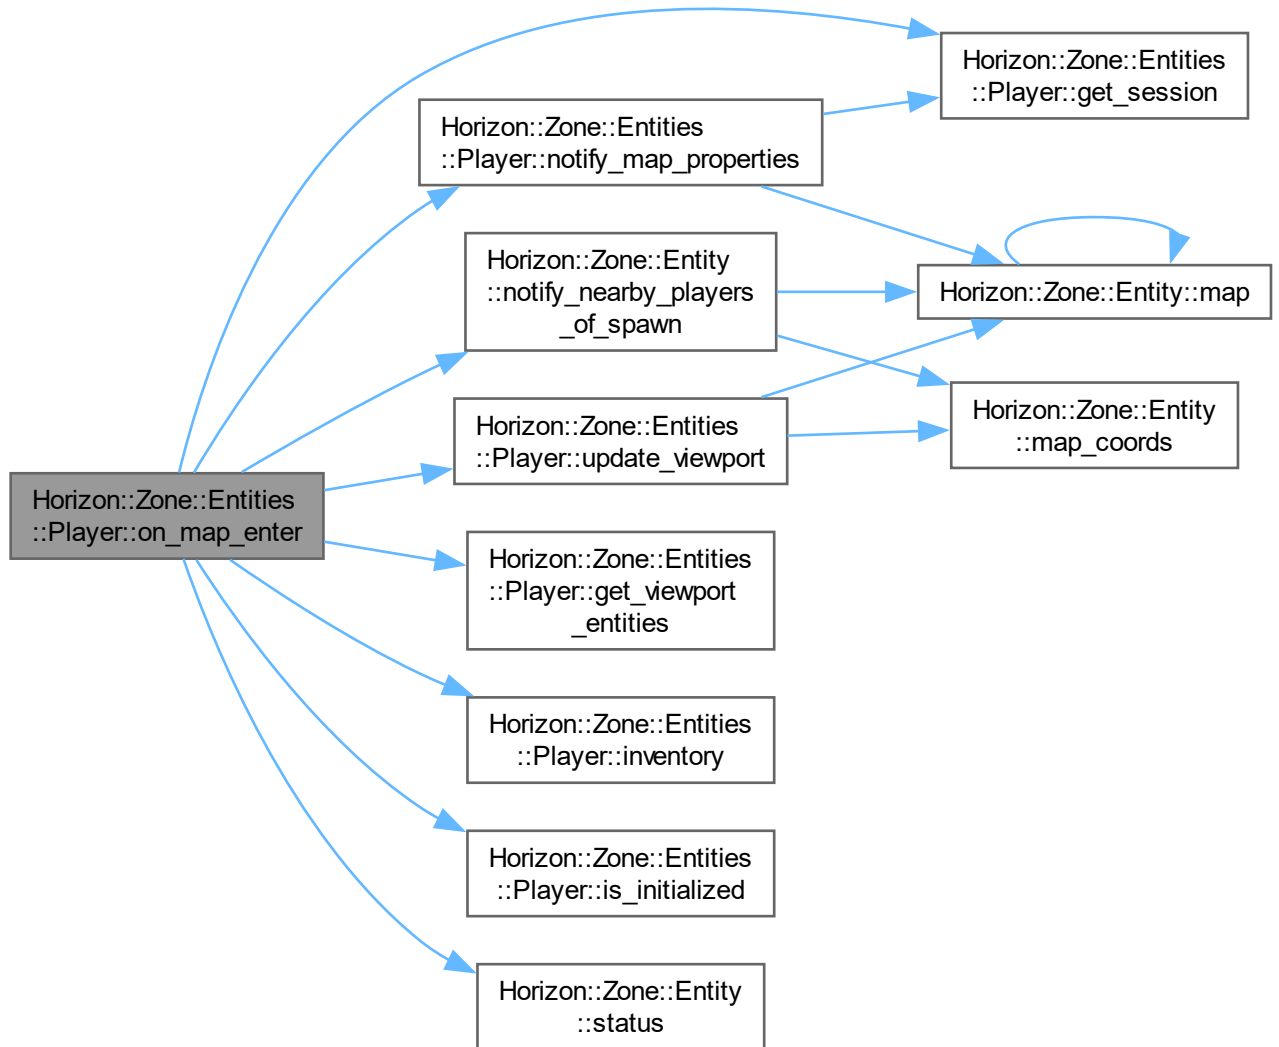 Horizon::Zone::Entities
::Player::get_session
Horizon::Zone::Entities
::Player::notify_map_properties
Horizon::Zone::Entity
::notify_nearby_players
_of_spawn
Horizon::Zone::Entity::map
Horizon::Zone::Entity
::map_coords
Horizon::Zone::Entities
::Player::update_viewport
Horizon::Zone::Entities
::Player::on_map_enter
Horizon::Zone::Entities
::Player::get_viewport
_entities
Horizon::Zone::Entities
::Player::inventory
Horizon::Zone::Entities
::Player::is_initialized
Horizon::Zone::Entity
::status